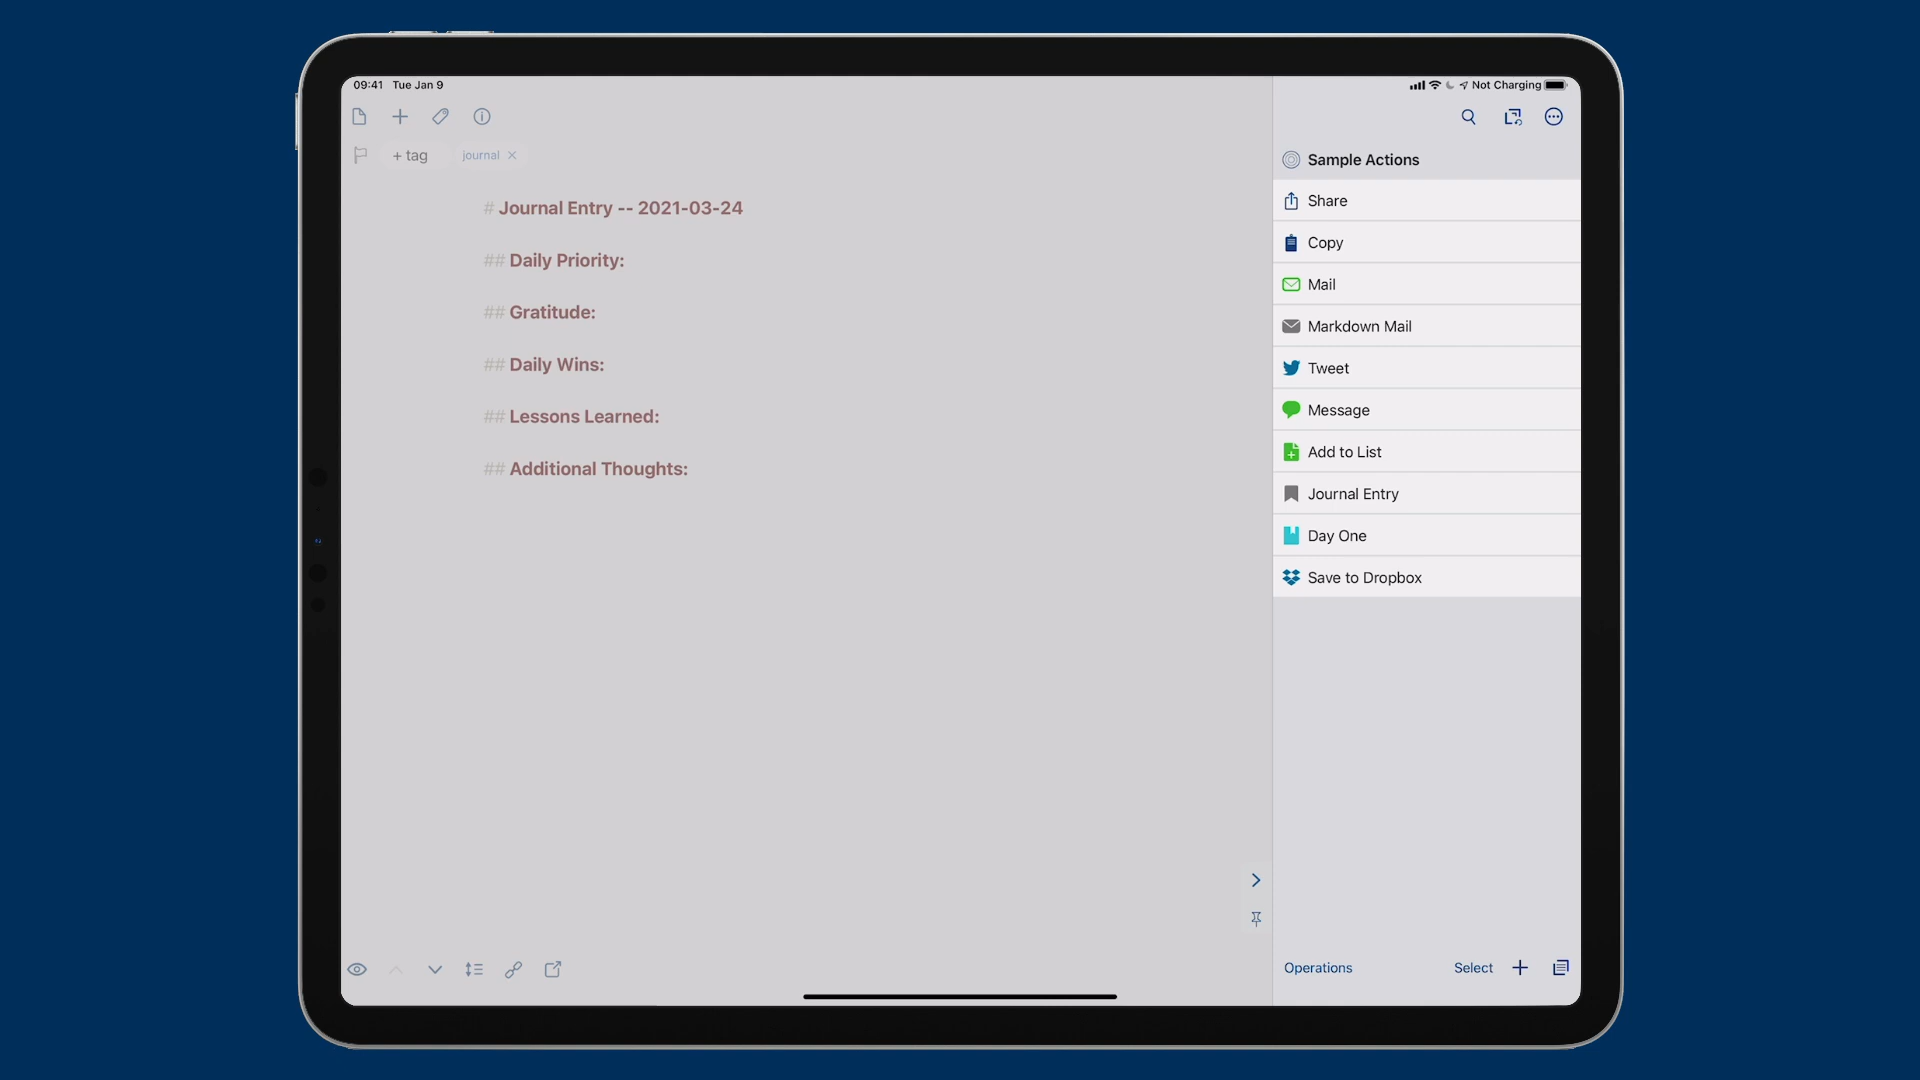 09:41 Tue Jan 9
Not Charging
+ tag
journal
# Journal Entry -- 2021-03-24
## Daily Priority:
## Gratitude:
## Daily Wins:
## Lessons Learned:
## Additional Thoughts:
Sample Actions
Share
Copy
Mail
Markdown Mail
Tweet
Message
Add to List
Journal Entry
Day One
Save to Dropbox
Operations
Select